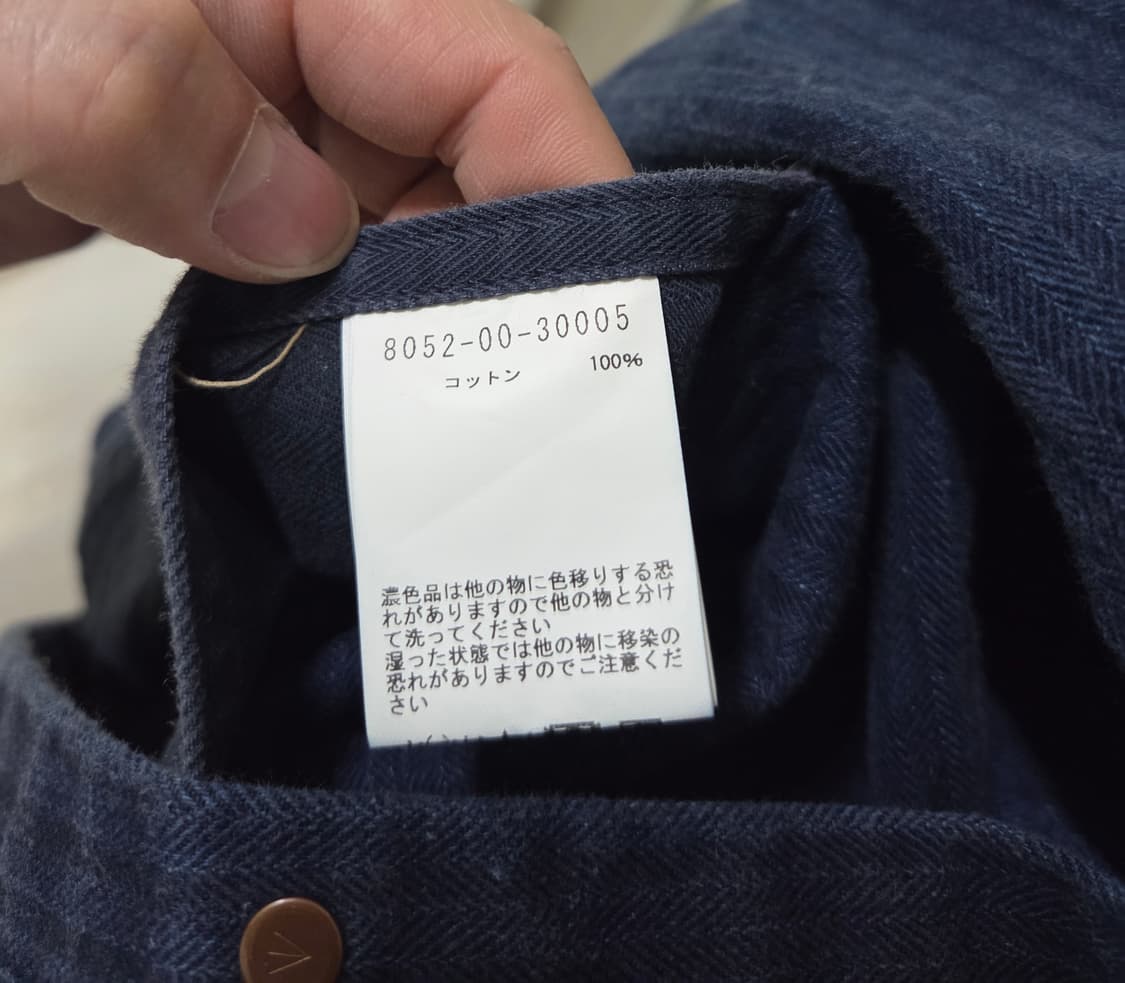 8052-00-30005
コットン 100%
濃色品は他の物に色移りする恐
れがありますので他の物と分け
て洗ってください
湿った状態では他の物に移染の
恐れがありますのでご注意くだ
さい